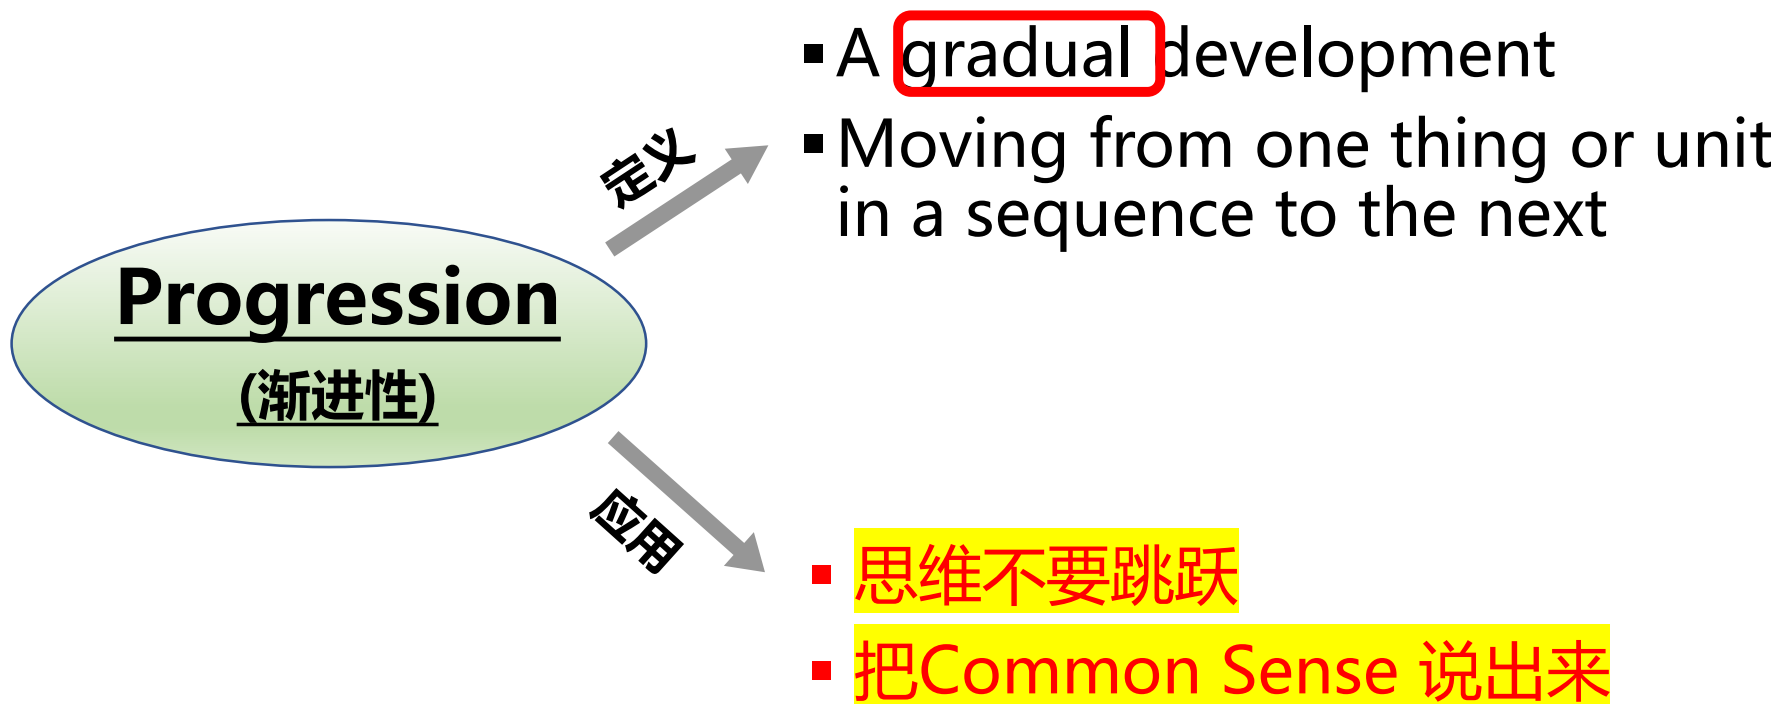 ▪ A gradual development
▪ Moving from one thing or unit
in a sequence to the next
定义
Progression
(渐进性)
应用
▪ 思维不要跳跃
▪ 把Common Sense 说出来